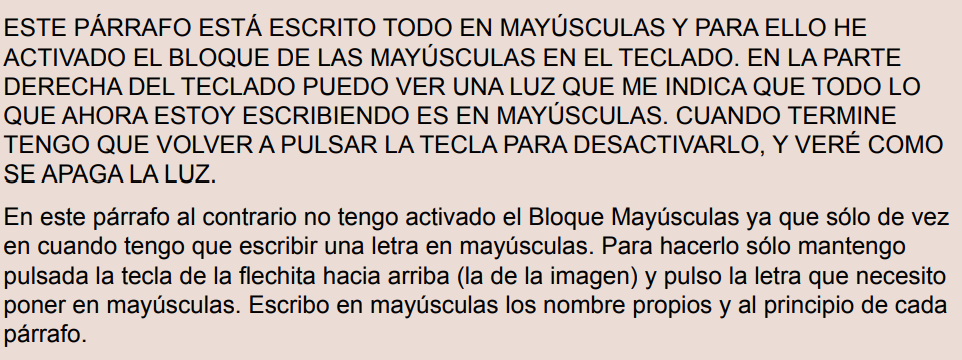 ESTE PÁRRAFO ESTÁ ESCRITO TODO EN MAYÚSCULAS Y PARA ELLO HE
ACTIVADO EL BLOQUE DE LAS MAYÚSCULAS EN EL TECLADO. EN LA PARTE
DERECHA DEL TECLADO PUEDO VER UNA LUZ QUE ME INDICA QUE TODO LO
QUE AHORA ESTOY ESCRIBIENDO ES EN MAYÚSCULAS. CUANDO TERMINE
TENGO QUE VOLVER A PULSAR LA TECLA PARA DESACTIVARLO, Y VERÉ COMO
SE APAGA LA LUZ.
En este párrafo al contrario no tengo activado el Bloque Mayúsculas ya que sólo de vez
en cuando tengo que escribir una letra en mayúsculas. Para hacerlo sólo mantengo
pulsada la tecla de la flechita hacia arriba (la de la imagen) y pulso la letra que necesito
poner en mayúsculas. Escribo en mayúsculas los nombre propios y al principio de cada
párrafo.